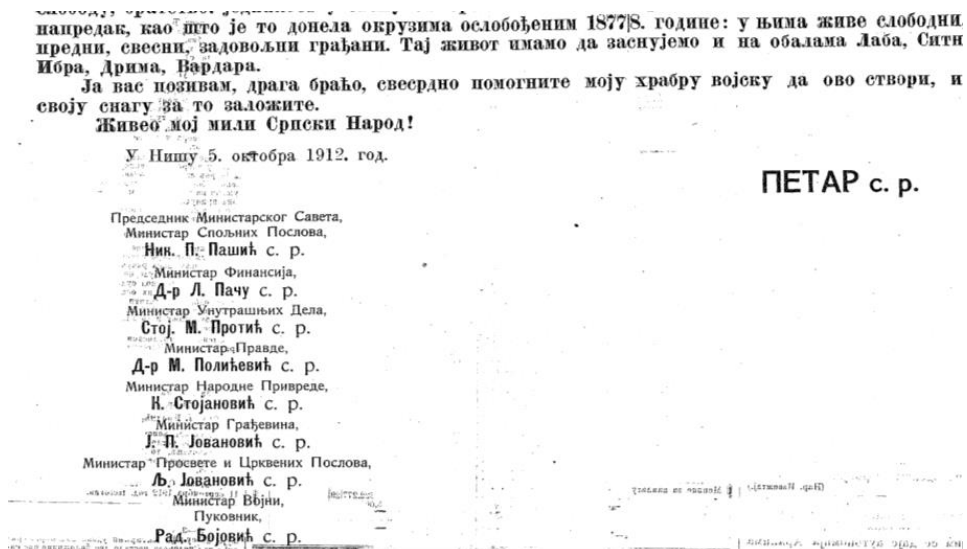 напредак, као што је то донела окрузима ослобођеним 1877|8. године: у њима живе слободни
предни, свесни, задовољни грађани. Тај живот имамо да заснујемо и на обалама Лаба, Ситн
Ибра, Дрима, Вардара.
Ја вас позивам, драга браћо, свесрдно помогните моју храбру војску да ово створи, и
своју снагу за то заложите.
Живео мој мили Српски Народ!
У Нишу 5. октобра 1912. год.
ПЕТАР с. р.
Председник Министарског Савета,
Министар Спољних Послова,
Ник. П. Пашић с. р.
Министар Финансија,
Д-р Л. Пачу с. р.
Министар Унутрашњих Дела,
Стој. М. Протић с. р.
Министар Правде,
Д-р М. Полићевић с. р.
Министар Народне Привреде,
К. Стојановић с. р.
Министар Грађевина,
Ј. П. Јовановић с. р.
Министар Просвете и Црквених Послова,
Љ. Јовановић с. р.
Министар Војни,
Пуковник,
Рад. Бојовић с. р.